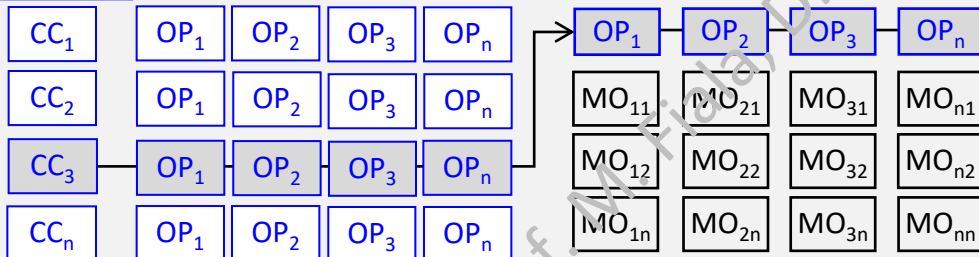 CC1 OP1 OP2 OP3 OPn OP1 OP2 OP3 OPn
CC2 OP1 OP2 OP3 OPn MO11 MO21 MO31 MOn1
CC3 OP1 OP2 OP3 OPn MO12 MO22 MO32 MOn2
CCn OP1 OP2 OP3 OPn MO1n MO2n MO3n MOnn
f. M. Fiala,